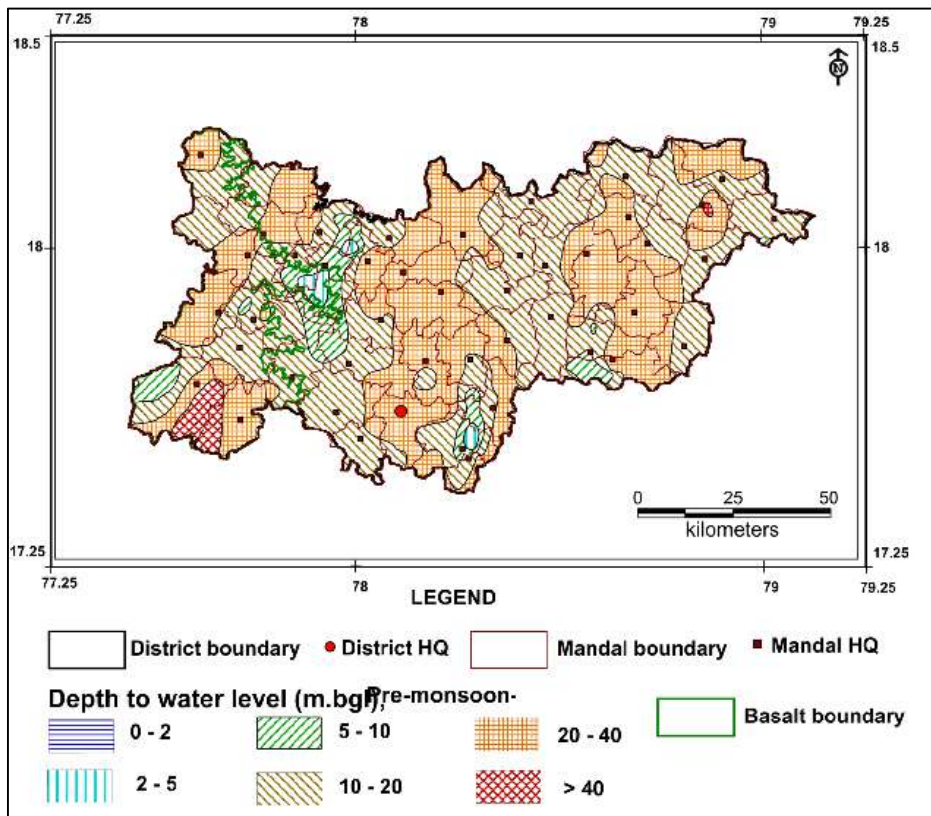 77.25 78 79 79.25
18.5 18.5
N
18 18
0 25 50
kilometers
17.25 17.25
77.25 78 79 79.25
LEGEND
District boundary District HQ Mandal boundary Mandal HQ
Depth to water level (m.bgl), Pre-monsoon-
0 - 2 5 - 10 20 - 40 Basalt boundary
2 - 5 10 - 20 > 40